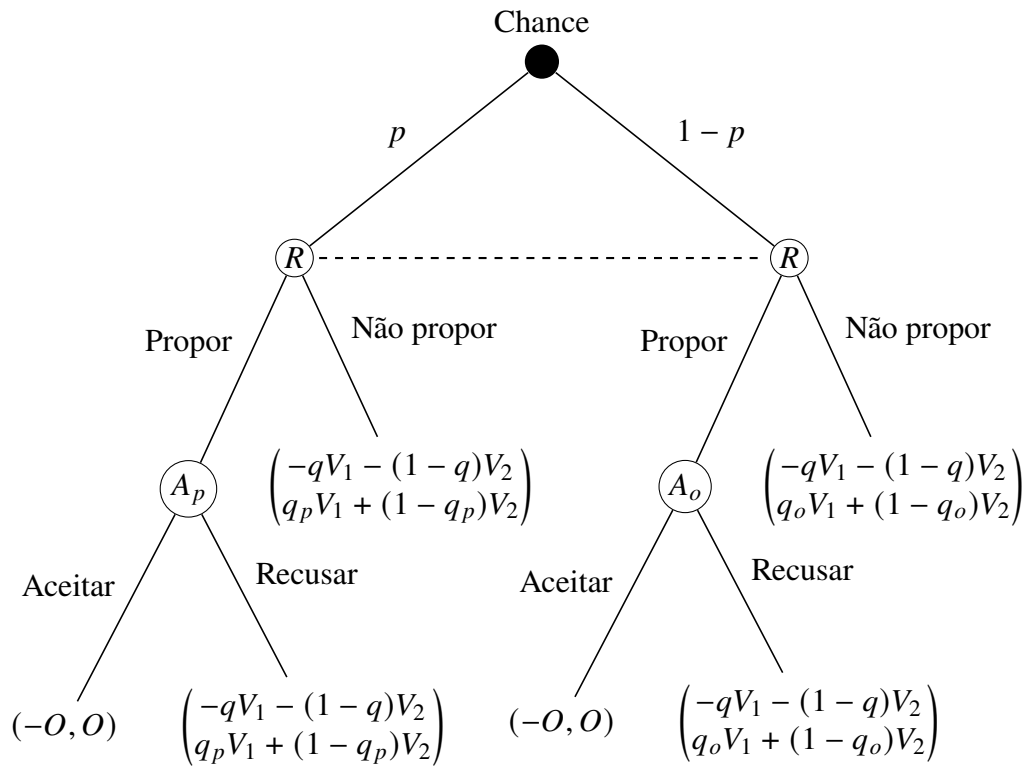 Chance
p
1 − p
R
R
Propor
Não propor
Propor
Não propor
A_p
(−qV_1 − (1 − q)V_2
q_pV_1 + (1 − q_p)V_2)
A_o
(−qV_1 − (1 − q)V_2
q_oV_1 + (1 − q_o)V_2)
Aceitar
Recusar
Aceitar
Recusar
(−O, O)
(−qV_1 − (1 − q)V_2
q_pV_1 + (1 − q_p)V_2)
(−O, O)
(−qV_1 − (1 − q)V_2
q_oV_1 + (1 − q_o)V_2)